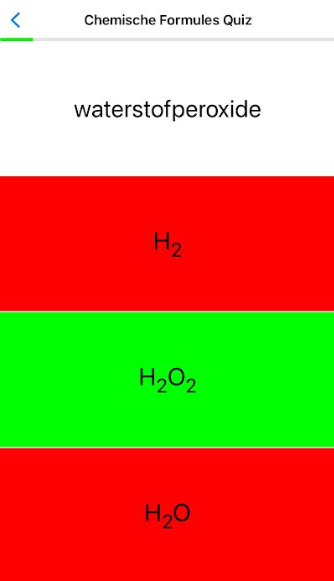 Chemische Formules Quiz
waterstofperoxide
H₂
H₂O₂
H₂O